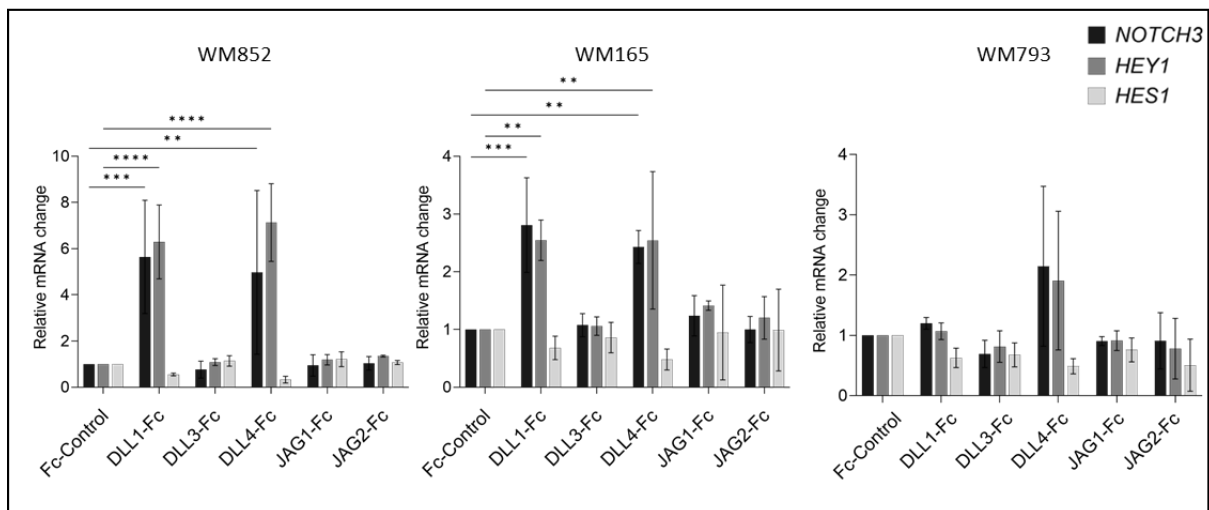 WM852
WM165
WM793
NOTCH3
HEY1
HES1
****
**
****
***
**
**
**
***
Relative mRNA change
10
8
6
4
2
0
Fc-Control
DLL1-Fc
DLL3-Fc
DLL4-Fc
JAG1-Fc
JAG2-Fc
Relative mRNA change
4
3
2
1
0
Fc-Control
DLL1-Fc
DLL3-Fc
DLL4-Fc
JAG1-Fc
JAG2-Fc
Relative mRNA change
4
3
2
1
0
Fc-Control
DLL1-Fc
DLL3-Fc
DLL4-Fc
JAG1-Fc
JAG2-Fc